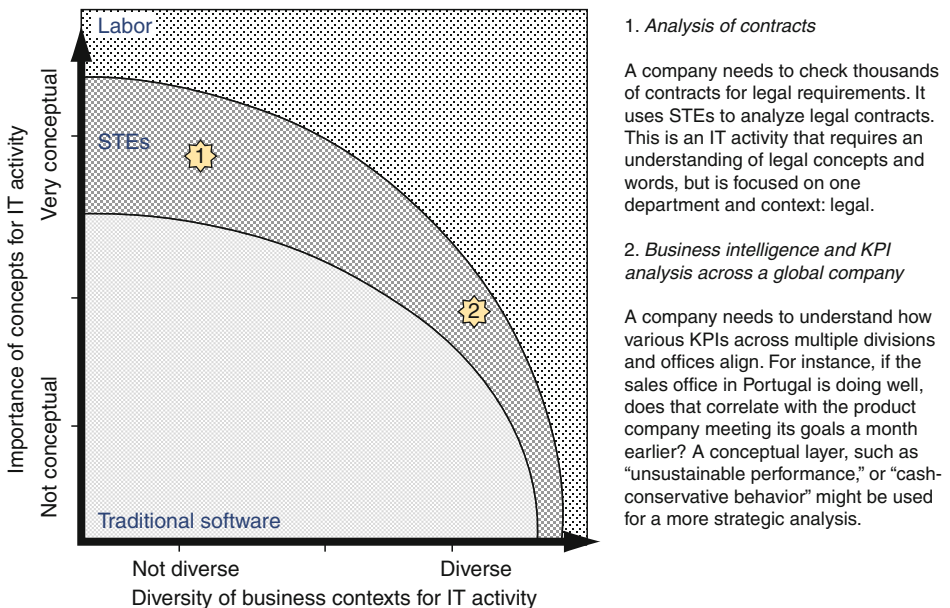 Labor
STEs
1
2
Traditional software
Importance of concepts for IT activity
Very conceptual
Not conceptual
Not diverse
Diverse
Diversity of business contexts for IT activity
1. Analysis of contracts
A company needs to check thousands
of contracts for legal requirements. It
uses STEs to analyze legal contracts.
This is an IT activity that requires an
understanding of legal concepts and
words, but is focused on one
department and context: legal.
2. Business intelligence and KPI
analysis across a global company
A company needs to understand how
various KPIs across multiple divisions
and offices align. For instance, if the
sales office in Portugal is doing well,
does that correlate with the product
company meeting its goals a month
earlier? A conceptual layer, such as
“unsustainable performance,” or “cash-
conservative behavior” might be used
for a more strategic analysis.